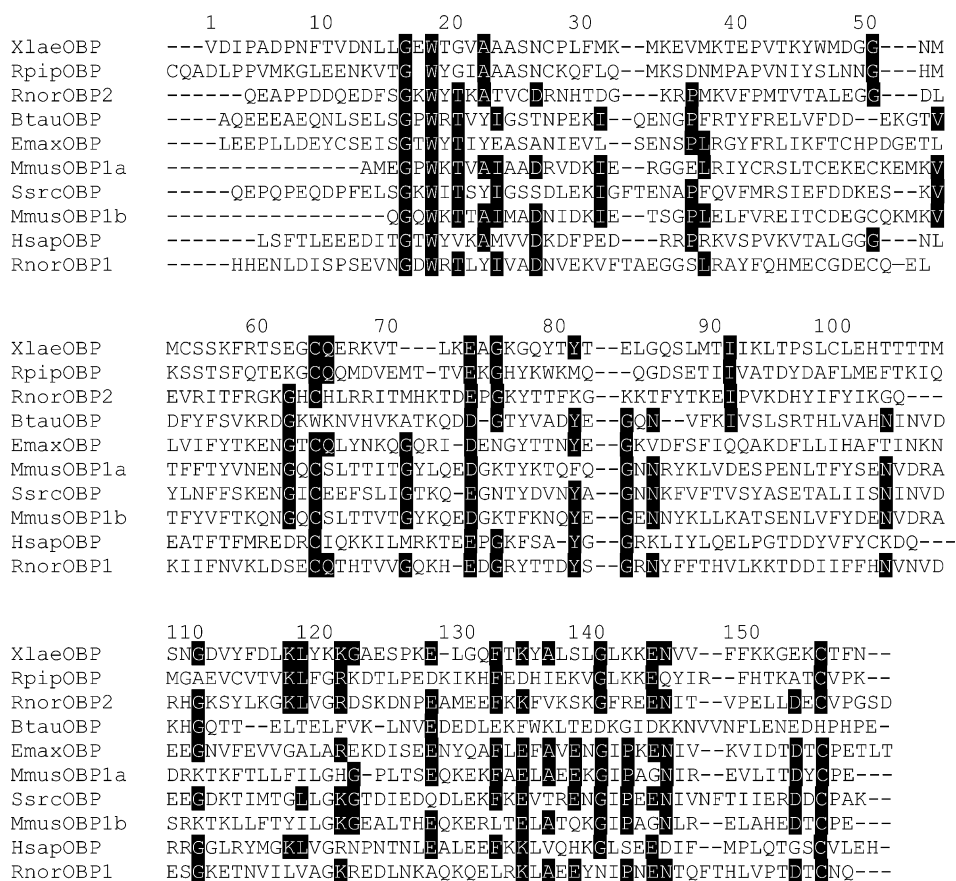 1 10 20 30 40 50
XlaeOBP ---VDIPADPNFTVDNLLGEWTGVAAASNCPLFMK--MKEVMKTEPVTKYWMDGG---NM
RpipOBP CQADLPPVMKGLEENKVTG-WYGIAAASNCKQFLQ--MKSDNMPAPVNIYSLNNG---HM
RnorOBP2 ------QEAPPDDQEDFSGKWYTKATVCDRNHTDG---KRPMKVFPMTVTALEGG---DL
BtauOBP ----AQEEEAEQNLSELSGPWRTVYIGSTNPEKI-QENGPFRTYFRELVFDD--EKGTV
EmaxOBP ---LEEPLLDEYCSEISGTWYTIYEASANIEVL--SENSPLRGYFRLIKFTCHPDGETL
MmusOBP1a ---------------AMEGPWKTVAIAADRVDKIE--RGGELRIYCRSLTCEKECKEMKV
SsrcOBP -----QEPQPEQDPFELSGKWITSYIGSSDLEKIGFTENAPFQVFMRSIEFDDKES--KV
MmusOBP1b -----------------QGQWKTTAIMADNIDKIE--TSGPLELFVREITCDEGCQKMKV
HsapOBP -------LSFTLEEEDITGTWYVKAMVVDKDFPED---RRPRKVSPVKVTALGGG---NL
RnorOBP1 -----HHENLDISPSEVNGDWRTLYIVADNVEKVFTAEGGSLRAYFQHMECGDECQ-EL
60 70 80 90 100
XlaeOBP MCSSKFRTSEGCQERKVT---LKEAGKGQYTYT--ELGQSLMTIIKLTPSLCLEHTTTTM
RpipOBP KSSTSFQTEKGCQQMDVEMT-TVEKGHYKWKMQ--QGDSETIIVATDYDAFLMEFTKIQ
RnorOBP2 EVRITFRGKGHCHLRRITMHKTDEPGKYTTFKG--KKTFYTKEIPVKDHYIFYIKGQ--
BtauOBP DFYFSVKRDGKWKNVHVKATKQDD-GTYVADYE--GQN--VFKIVSLSRTHLVAHNINVD
EmaxOBP LVIFYTKENGTCQLYNKQGQRI-DENGYTTNYE--GKVDFSFIQQAKDFLLIHAFTINKN
MmusOBP1a TFFTYVNENGQCSLTTITGYLQEDGKTYKTQFQ--GNNRYKLVDESPENLTFYSENVDRA
SsrcOBP YLNFFSKENGICEEFSLIGTKQ-EGNTYDVNYA--GNNKFVFTVSYASETALIISNINVD
MmusOBP1b TFYVFTKQNGQCSLTTVTGYKQEDGKTFKNQYE--GENNYKLLKATSENLVFYDENVDRA
HsapOBP EATFTFMREDRCIQKKILMRKTEEPGKFSA-YG---GRKLIYLQELPGTDDYVFYCKDQ---
RnorOBP1 KIIFNVKLDSECQTHTVVGQKH-EDGRYTTDYS--GRNYFFTHVLKKTDDIIFFHNVNVD
110 120 130 140 150
XlaeOBP SNGDVYFDLKLYKKGAESPKE-LGQFTKYALSLGLKKENVV--FFKKGEKCTFN--
RpipOBP MGAEVCVTVKLFGRKDTLPEDKIKHFEDHIEKVGLKKEQYIR--FHTKATCVPK--
RnorOBP2 RHGKSYLKGKLVGRDSKDNPEAMEEFKKFVKSKGFREENIT--VPELLDECVPGSD
BtauOBP KHGQTT--ELTELFVK-LNVEDEDLEKFWKLTEDKGIDKKNVVNFLENEDHPHPE-
EmaxOBP EEGNVFEVVGALAREKDISEENYQAFLEFAVENGIPKENIV--KVIDTDTCPETLT
MmusOBP1a DRKTKFTLLFILGHG-PLTSEQKEKFAELAEEKGIPAGNIR--EVLITDYCPE---
SsrcOBP EEGDKTIMTGLLGKGTDIEDQDLEKFKEVTRENGIPEENIVNFTIIERDDCPAK--
MmusOBP1b SRKTKLLFTYILGKGEALTHEQKERLTELATQKGIPAGNLR--ELAHEDTCPE---
HsapOBP RRGGLRYMGKLVGRNPNTNLEALEEFKKLVQHKGLSEEDIF--MPLQTGSCVLEH-
RnorOBP1 ESGKETNVILVAGKREDLNKAQKQELRKLAEEYNIPNENTQFTHLVPTDTCNQ--